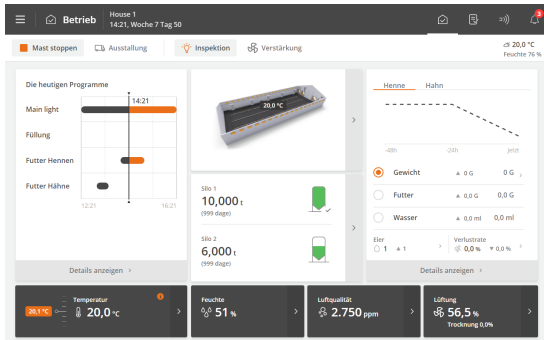 Betrieb
House 1
14:21, Woche 7 Tag 50
3
Mast stoppen
Ausstallung
Inspektion
Verstärkung
20,0 °C
Feuchte 76 %
Die heutigen Programme
14:21
Main light
Füllung
Futter Hennen
Futter Hähne
12:21
16:21
Details anzeigen
20,0 °C
Silo 1
10,000 t
(999 dage)
Silo 2
6,000 t
(999 dage)
Henne Hahn
-48h -24h Jetzt
Gewicht ▲ 0 G 0 G
Futter ▲ 0,0 G 0,0 G
Wasser ▲ 0,0 ml 0,0 ml
Eier
1 ▲ 1
Verlustrate
0,0 % ▼ 0,0 %
Details anzeigen
20,1 °C
Temperatur
20,0 °C
Feuchte
51 %
Luftqualität
2.750 ppm
Lüftung
56,5 %
Trocknung 0,0%